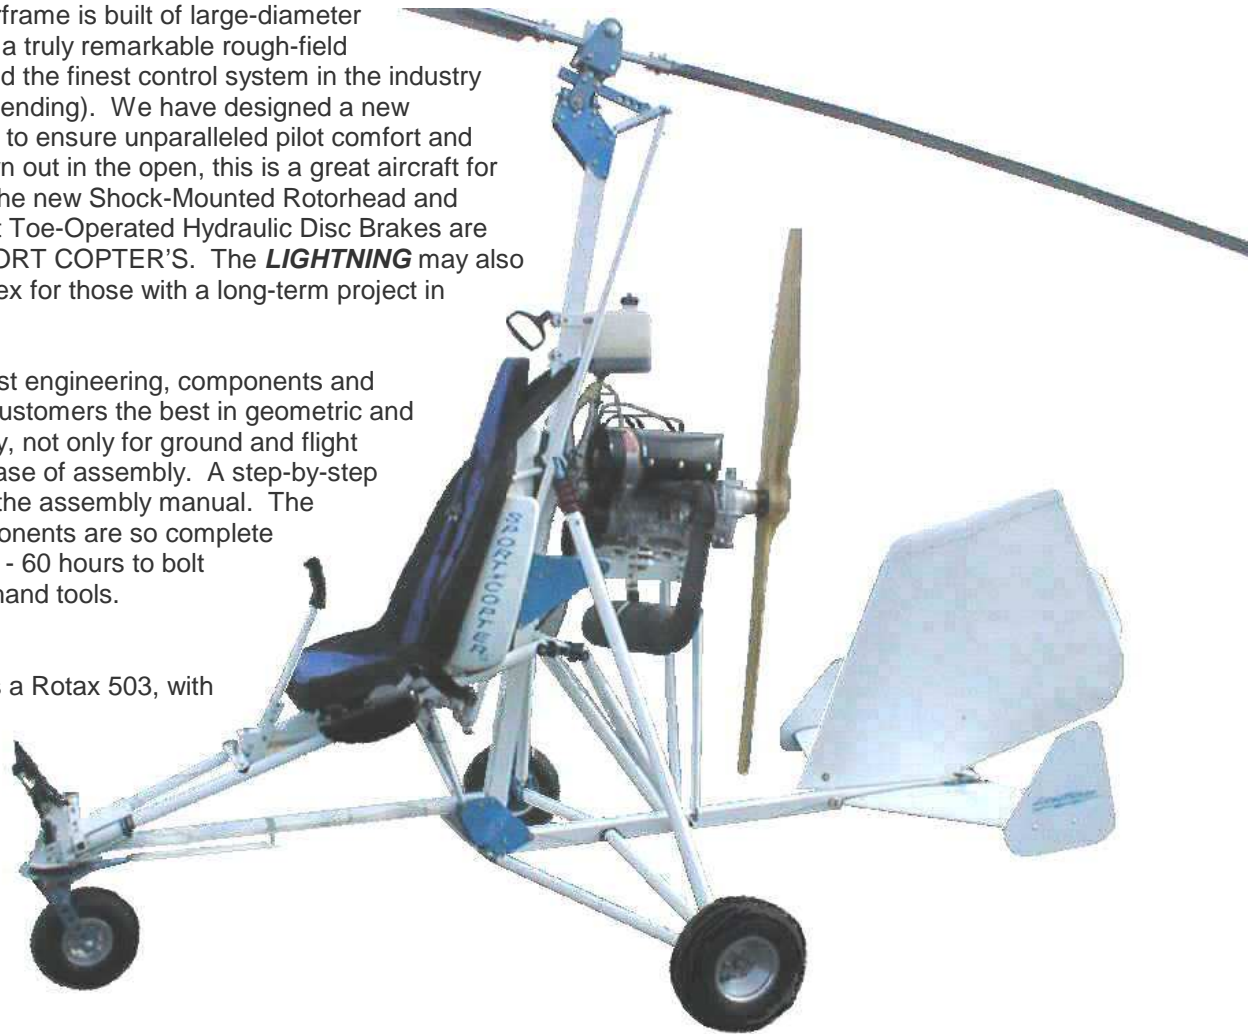 rframe is built of large-diameter
a truly remarkable rough-field
d the finest control system in the industry
ending). We have designed a new
to ensure unparalleled pilot comfort and
n out in the open, this is a great aircraft for
he new Shock-Mounted Rotorhead and
t Toe-Operated Hydraulic Disc Brakes are
ORT COPTER'S. The LIGHTNING may also
ex for those with a long-term project in
st engineering, components and
customers the best in geometric and
y, not only for ground and flight
ase of assembly. A step-by-step
the assembly manual. The
ponents are so complete
- 60 hours to bolt
hand tools.
s a Rotax 503, with
SPORT COPTER